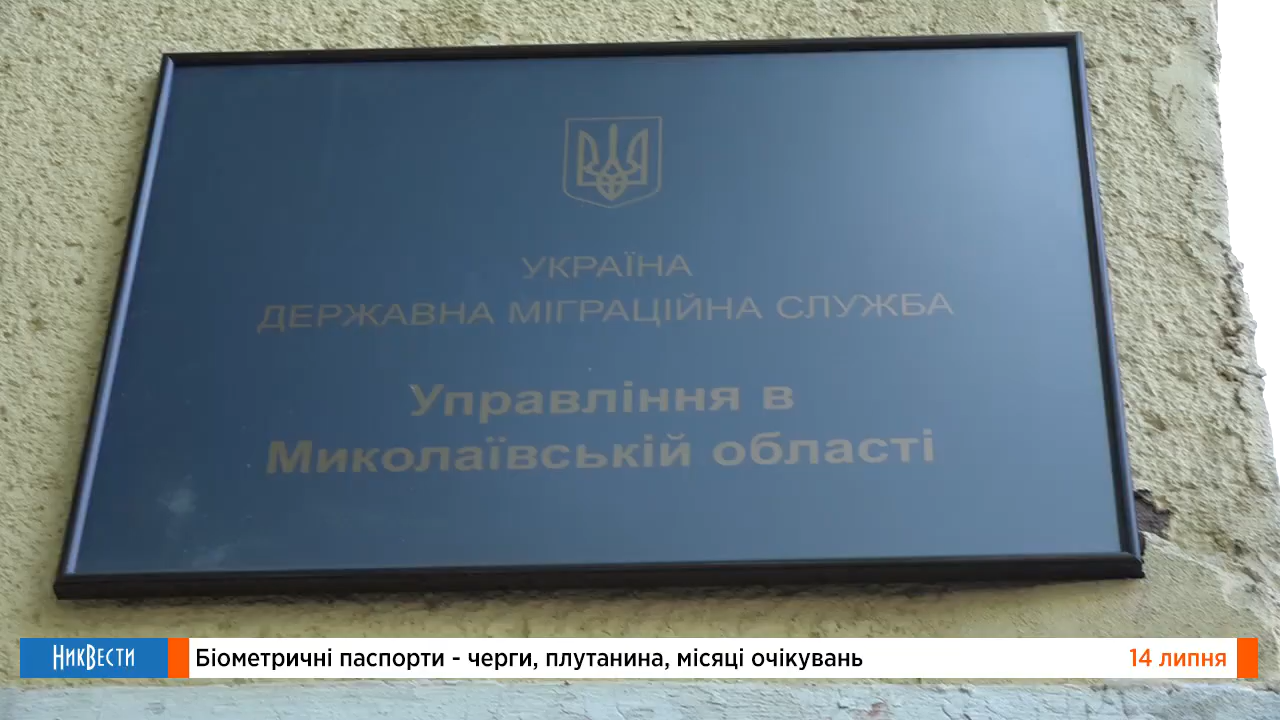 УКРАЇНА
ДЕРЖАВНА МІГРАЦІЙНА СЛУЖБА
Управління в
Миколаївській області
НикВести
Біометричні паспорти - черги, плутанина, місяці очікувань
14 липня